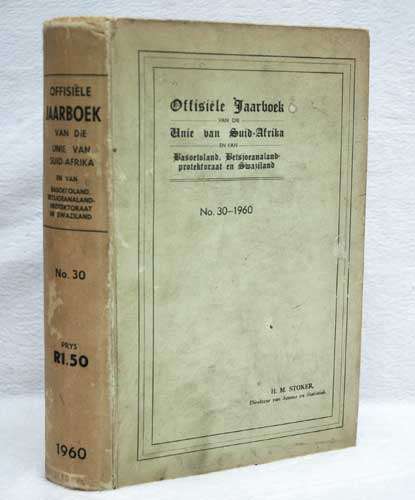 OFFISIËLE
JAARBOEK
VAN DIE
UNIE VAN
SUID-AFRIKA
EN VAN
BASOETOLAND,
BETSJOEANALAND-
PROTEKTORAAT
EN SWAZILAND
No. 30
PRYS
R1.50
1960
Offisiële Jaarboek
VAN DIE
Unie van Suid-Afrika
EN VAN
Basoetoland, Betsjoeanaland-
protektoraat en Swaziland
No. 30-1960
H. M. STOKER,
Direkteur van Sensus en Statistiek.